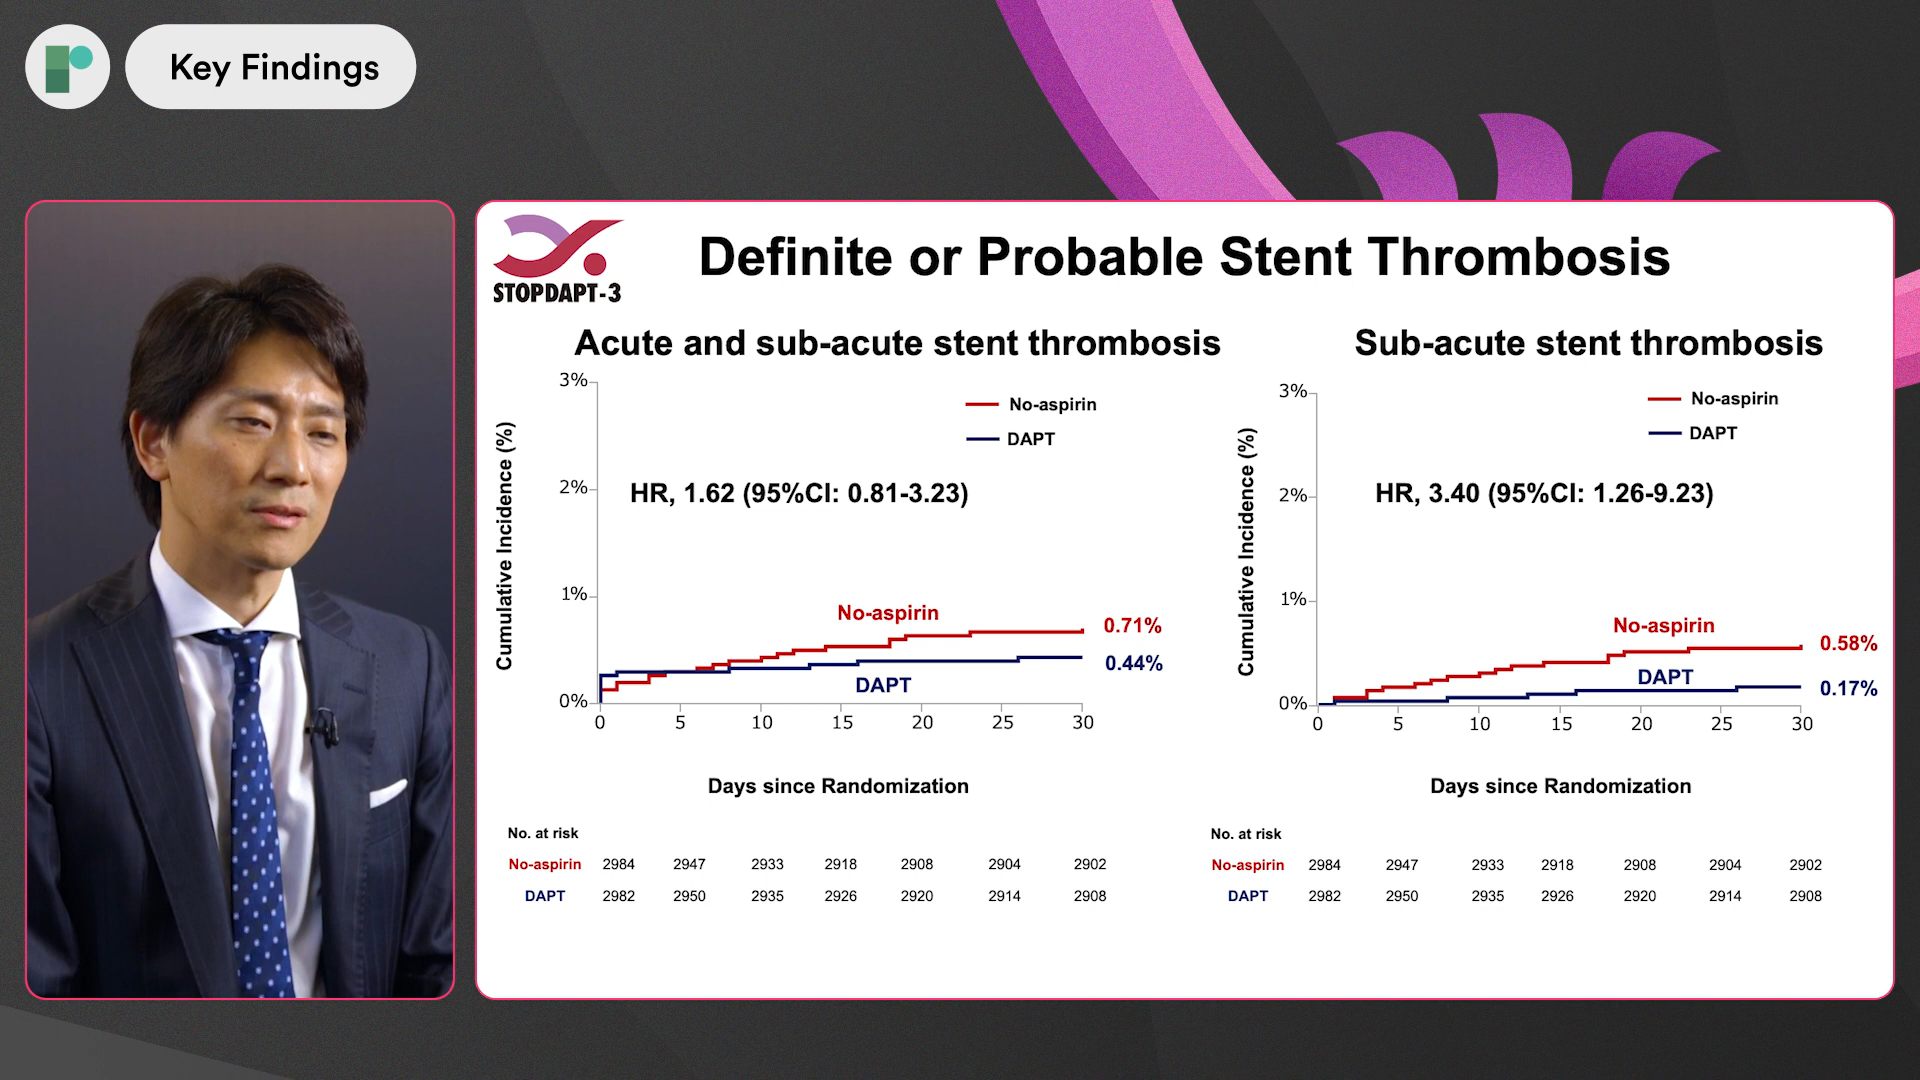 Key Findings
STOPDAPT-3
Definite or Probable Stent Thrombosis
Acute and sub-acute stent thrombosis
3%
2%
1%
0%
Cumulative Incidence (%)
No-aspirin
DAPT
HR, 1.62 (95%CI: 0.81-3.23)
No-aspirin
0.71%
0.44%
DAPT
0 5 10 15 20 25 30
Days since Randomization
No. at risk
No-aspirin 2984 2947 2933 2918 2908 2904 2902
DAPT 2982 2950 2935 2926 2920 2914 2908
Sub-acute stent thrombosis
3%
2%
1%
0%
Cumulative Incidence (%)
No-aspirin
DAPT
HR, 3.40 (95%CI: 1.26-9.23)
No-aspirin
0.58%
DAPT
0.17%
0 5 10 15 20 25 30
Days since Randomization
No. at risk
No-aspirin 2984 2947 2933 2918 2908 2904 2902
DAPT 2982 2950 2935 2926 2920 2914 2908